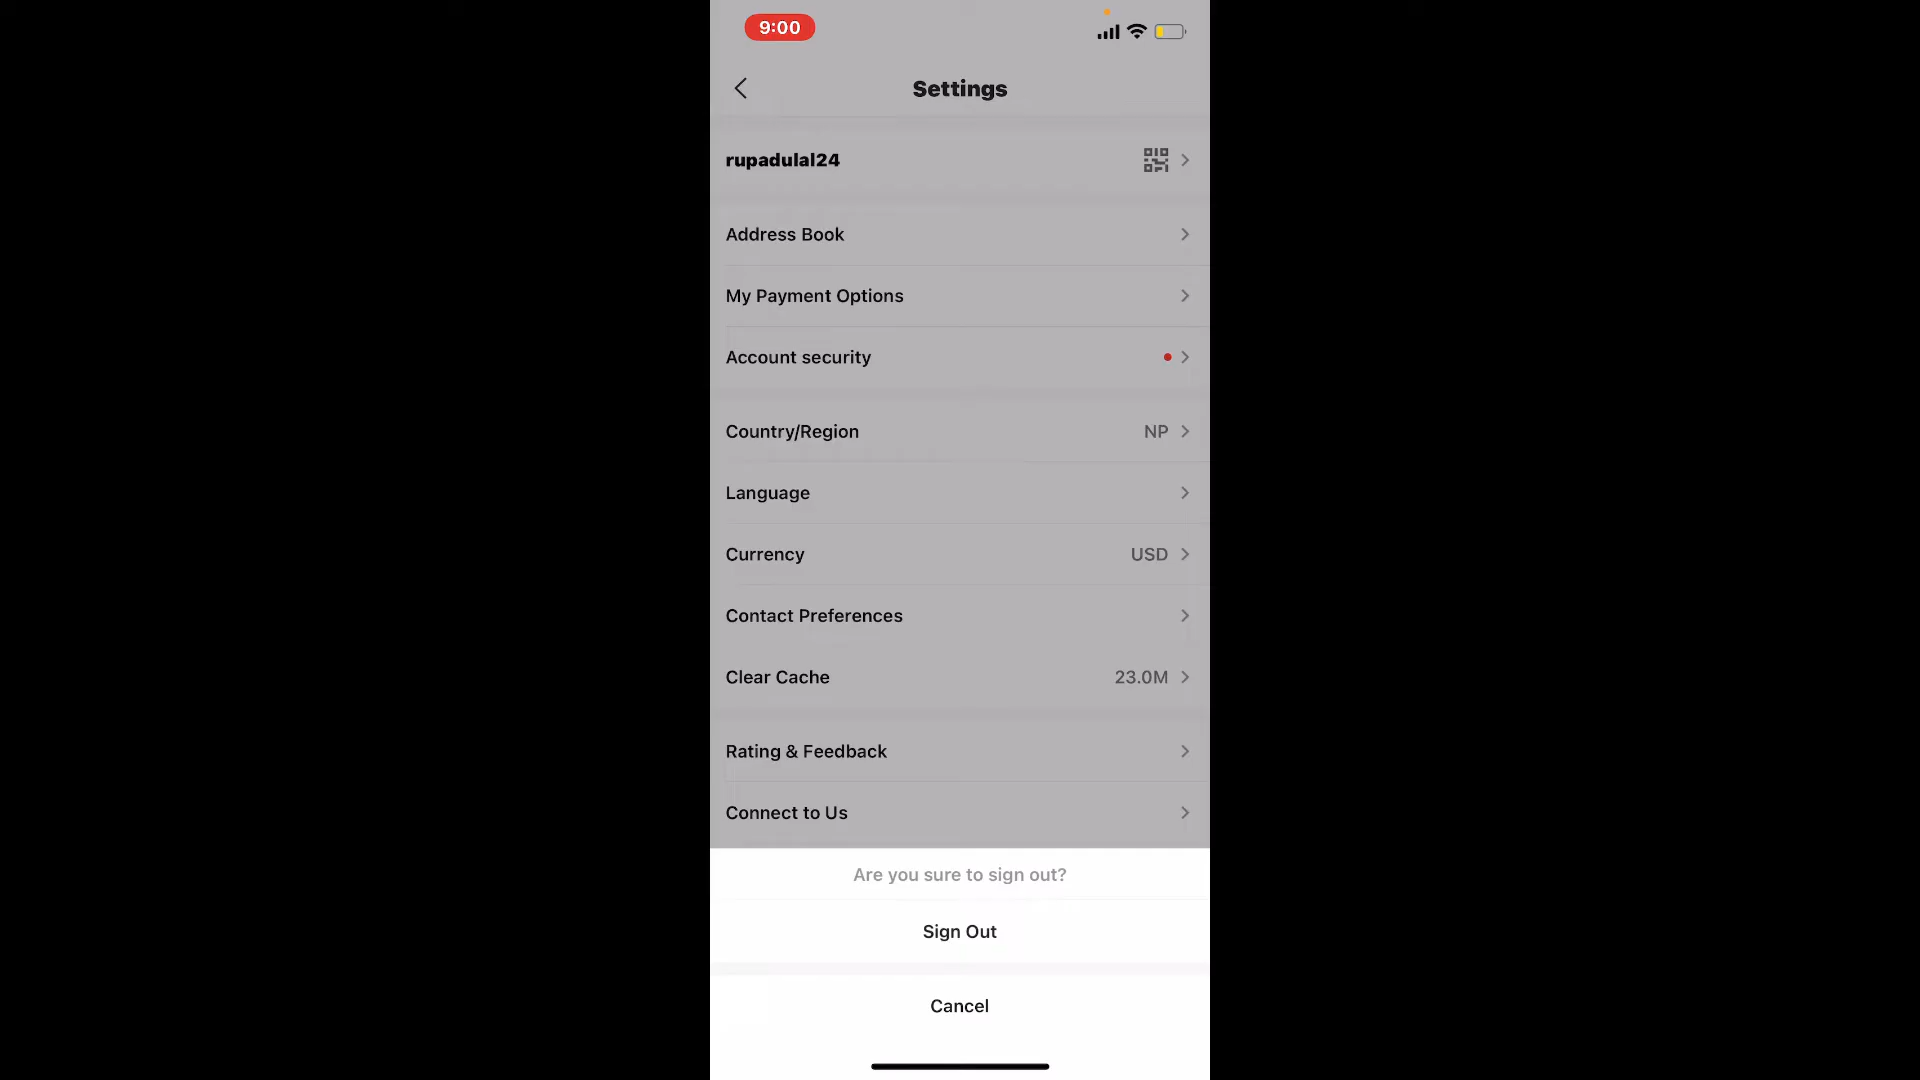 9:00
Settings
rupadulal24
Address Book
My Payment Options
Account security
Country/Region NP
Language
Currency USD
Contact Preferences
Clear Cache 23.0M
Rating & Feedback
Connect to Us
Are you sure to sign out?
Sign Out
Cancel